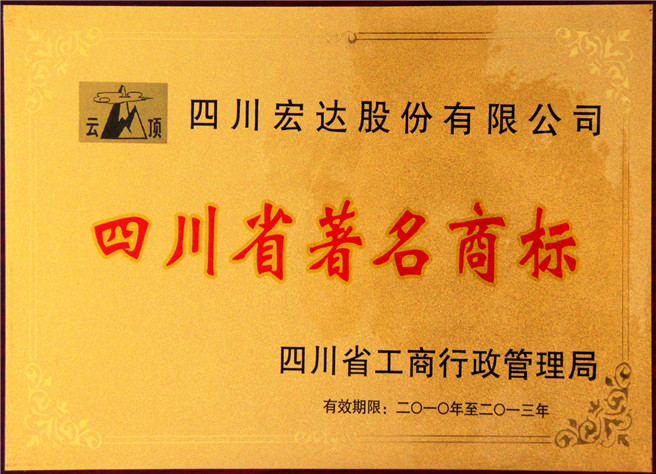 云顶
四川宏达股份有限公司
四川省著名商标
四川省工商行政管理局
有效期限：二〇一〇年至二〇一三年